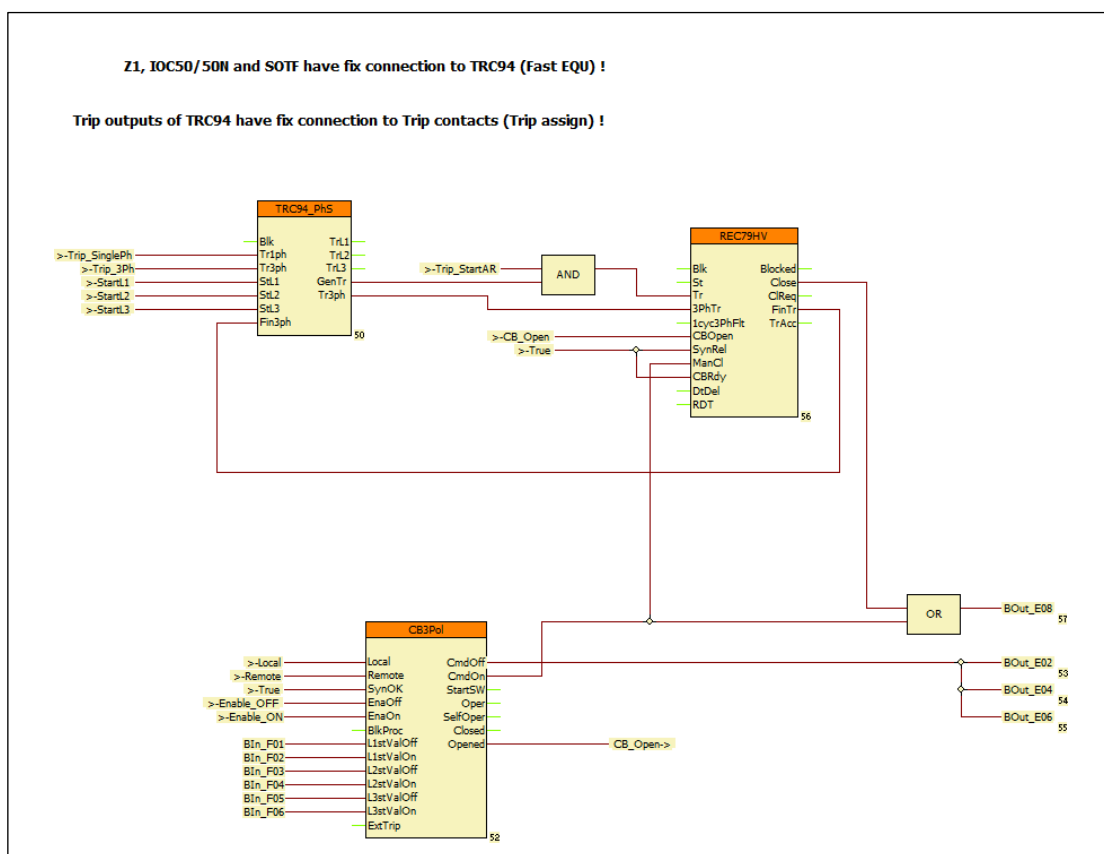 Z1, IOC50/50N and SOTF have fix connection to TRC94 (Fast EQU) !
Trip outputs of TRC94 have fix connection to Trip contacts (Trip assign) !
TRC94_PhS
Blk
TrL1
>-Trip_SinglePh
Tr1ph
TrL2
>-Trip_3Ph
Tr3ph
TrL3
>-StartL1
StL1
GenTr
>-StartL2
StL2
Tr3ph
>-StartL3
StL3
Fin3ph
50
>-Trip_StartAR
AND
REC79HV
Blk
Blocked
St
Close
Tr
ClReq
3PhTr
FinTr
1cyc3PhFlt
TrAcc
>-CB_Open
CBOpen
>-True
SynRel
ManCl
CBRdy
DtDel
RDT
56
OR
BOut_E08
57
CB3Pol
>-Local
Local
CmdOff
>-Remote
Remote
CmdOn
>-True
SynOK
StartSW
>-Enable_OFF
EnaOff
Oper
>-Enable_ON
EnaOn
SelfOper
BlkProc
Closed
BIn_F01
L1stValOff
Opened
CB_Open->
BIn_F02
L1stValOn
BIn_F03
L2stValOff
BIn_F04
L2stValOn
BIn_F05
L3stValOff
BIn_F06
L3stValOn
ExtTrip
52
BOut_E02
53
BOut_E04
54
BOut_E06
55